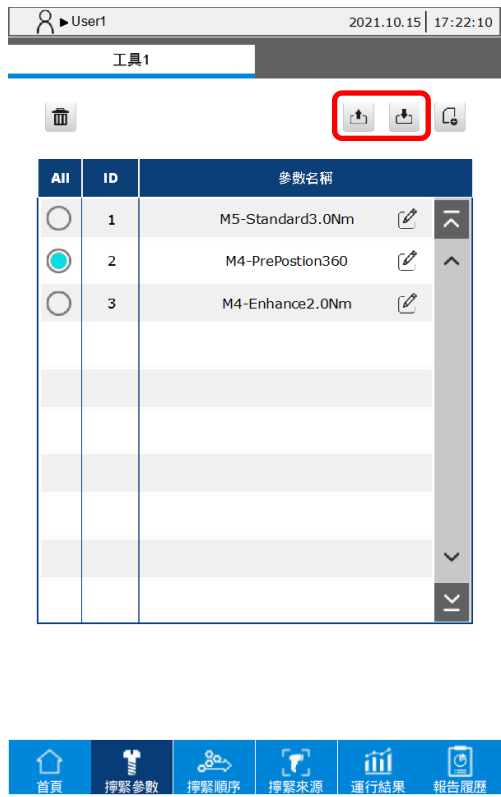 ▶User1 2021.10.15 17:22:10
工具1
All ID 參數名稱
1 M5-Standard3.0Nm
2 M4-PrePostion360
3 M4-Enhance2.0Nm
首頁 擰緊參數 擰緊順序 擰緊來源 運行結果 報告履歷